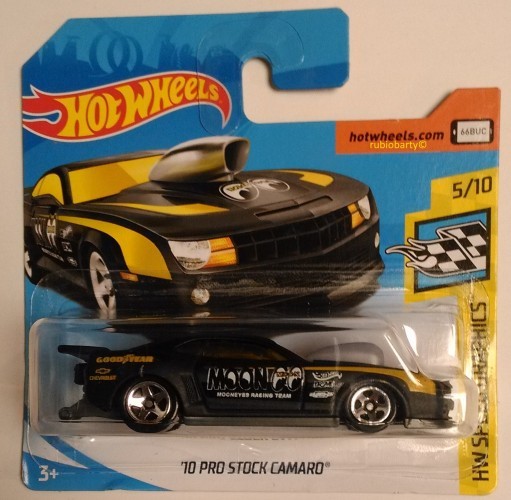 HOT WHEELS
hotwheels.com
66BUC
rubiobarty©
5/10
HW SPEED GRAPHICS
GOODYEAR
CHEVROLET
MOON
MOONEYES RACING TEAM
3+
'10 PRO STOCK CAMARO®